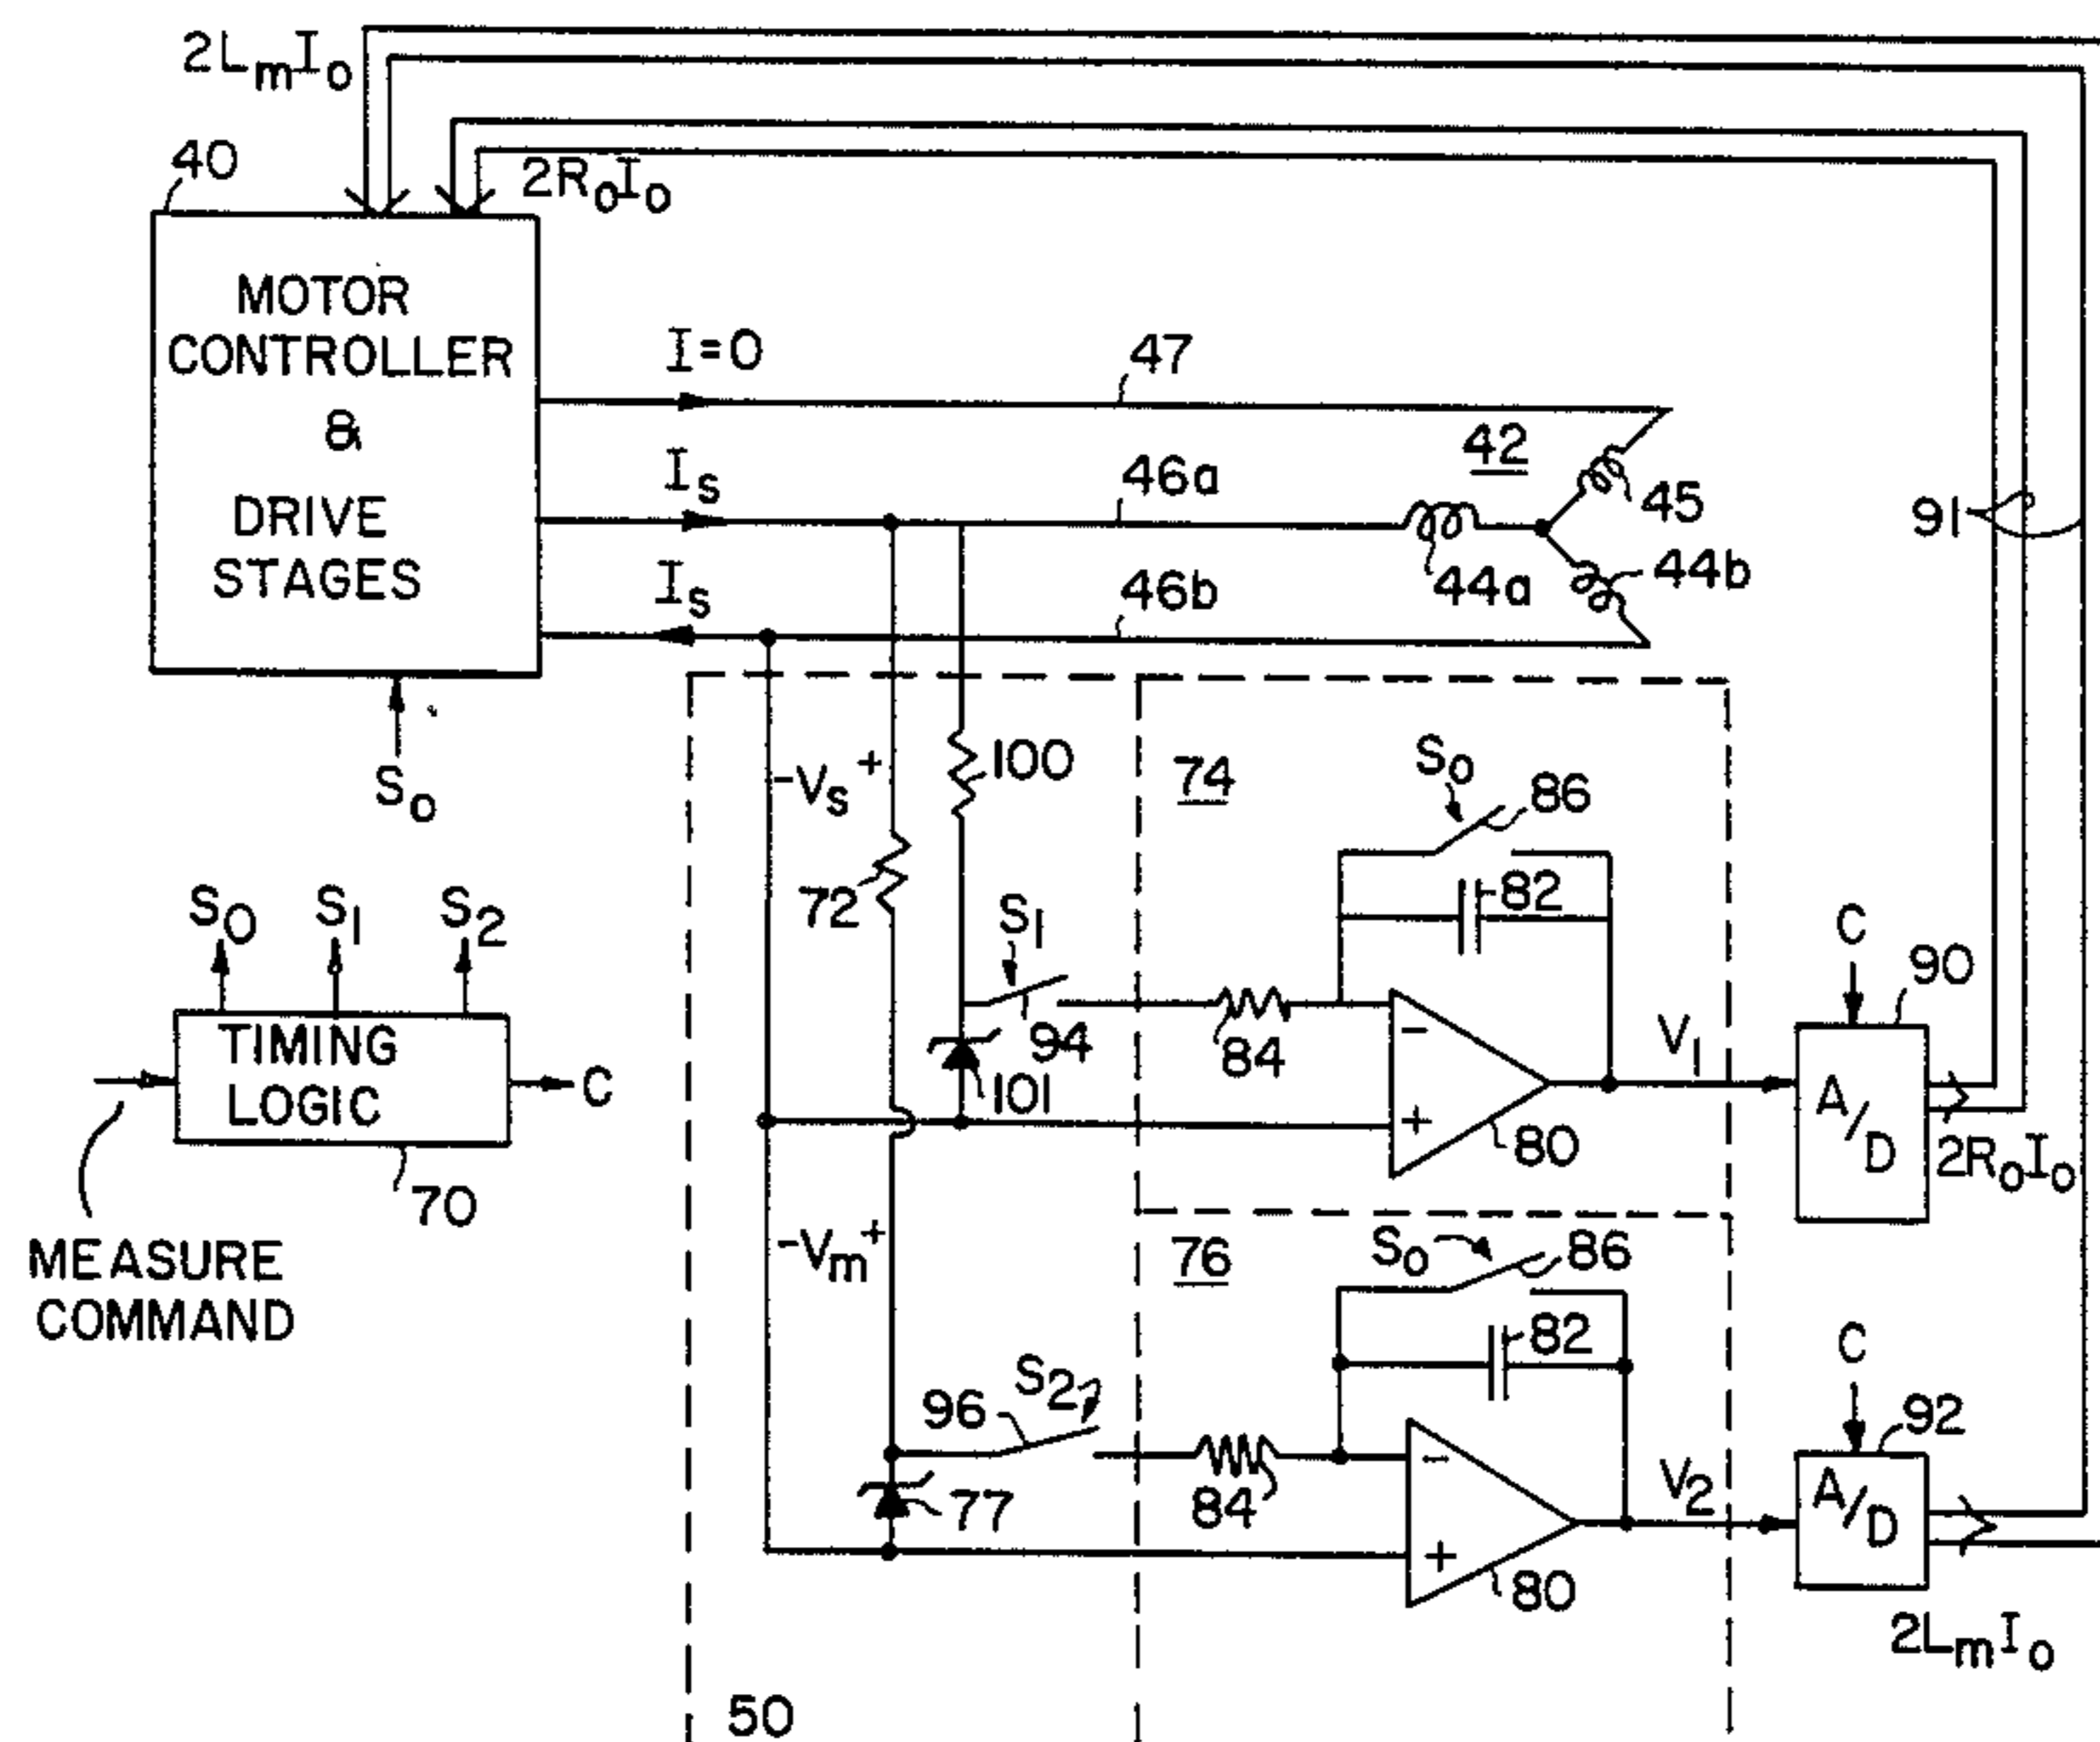 2LmIo
40
2RoIo
MOTOR
CONTROLLER
&
DRIVE
STAGES
I=0
47
Is
46a
42
45
91
Is
46b
44a
44b
So
-Vs+
100
74
So
86
72
82
S0
S1
S2
S1
C
90
94
84
V1
TIMING
LOGIC
C
101
-
+
80
A/D
2RoIo
70
MEASURE
COMMAND
-Vm+
76
So
86
82
C
96
S2
92
77
84
-
+
V2
A/D
80
2LmIo
50